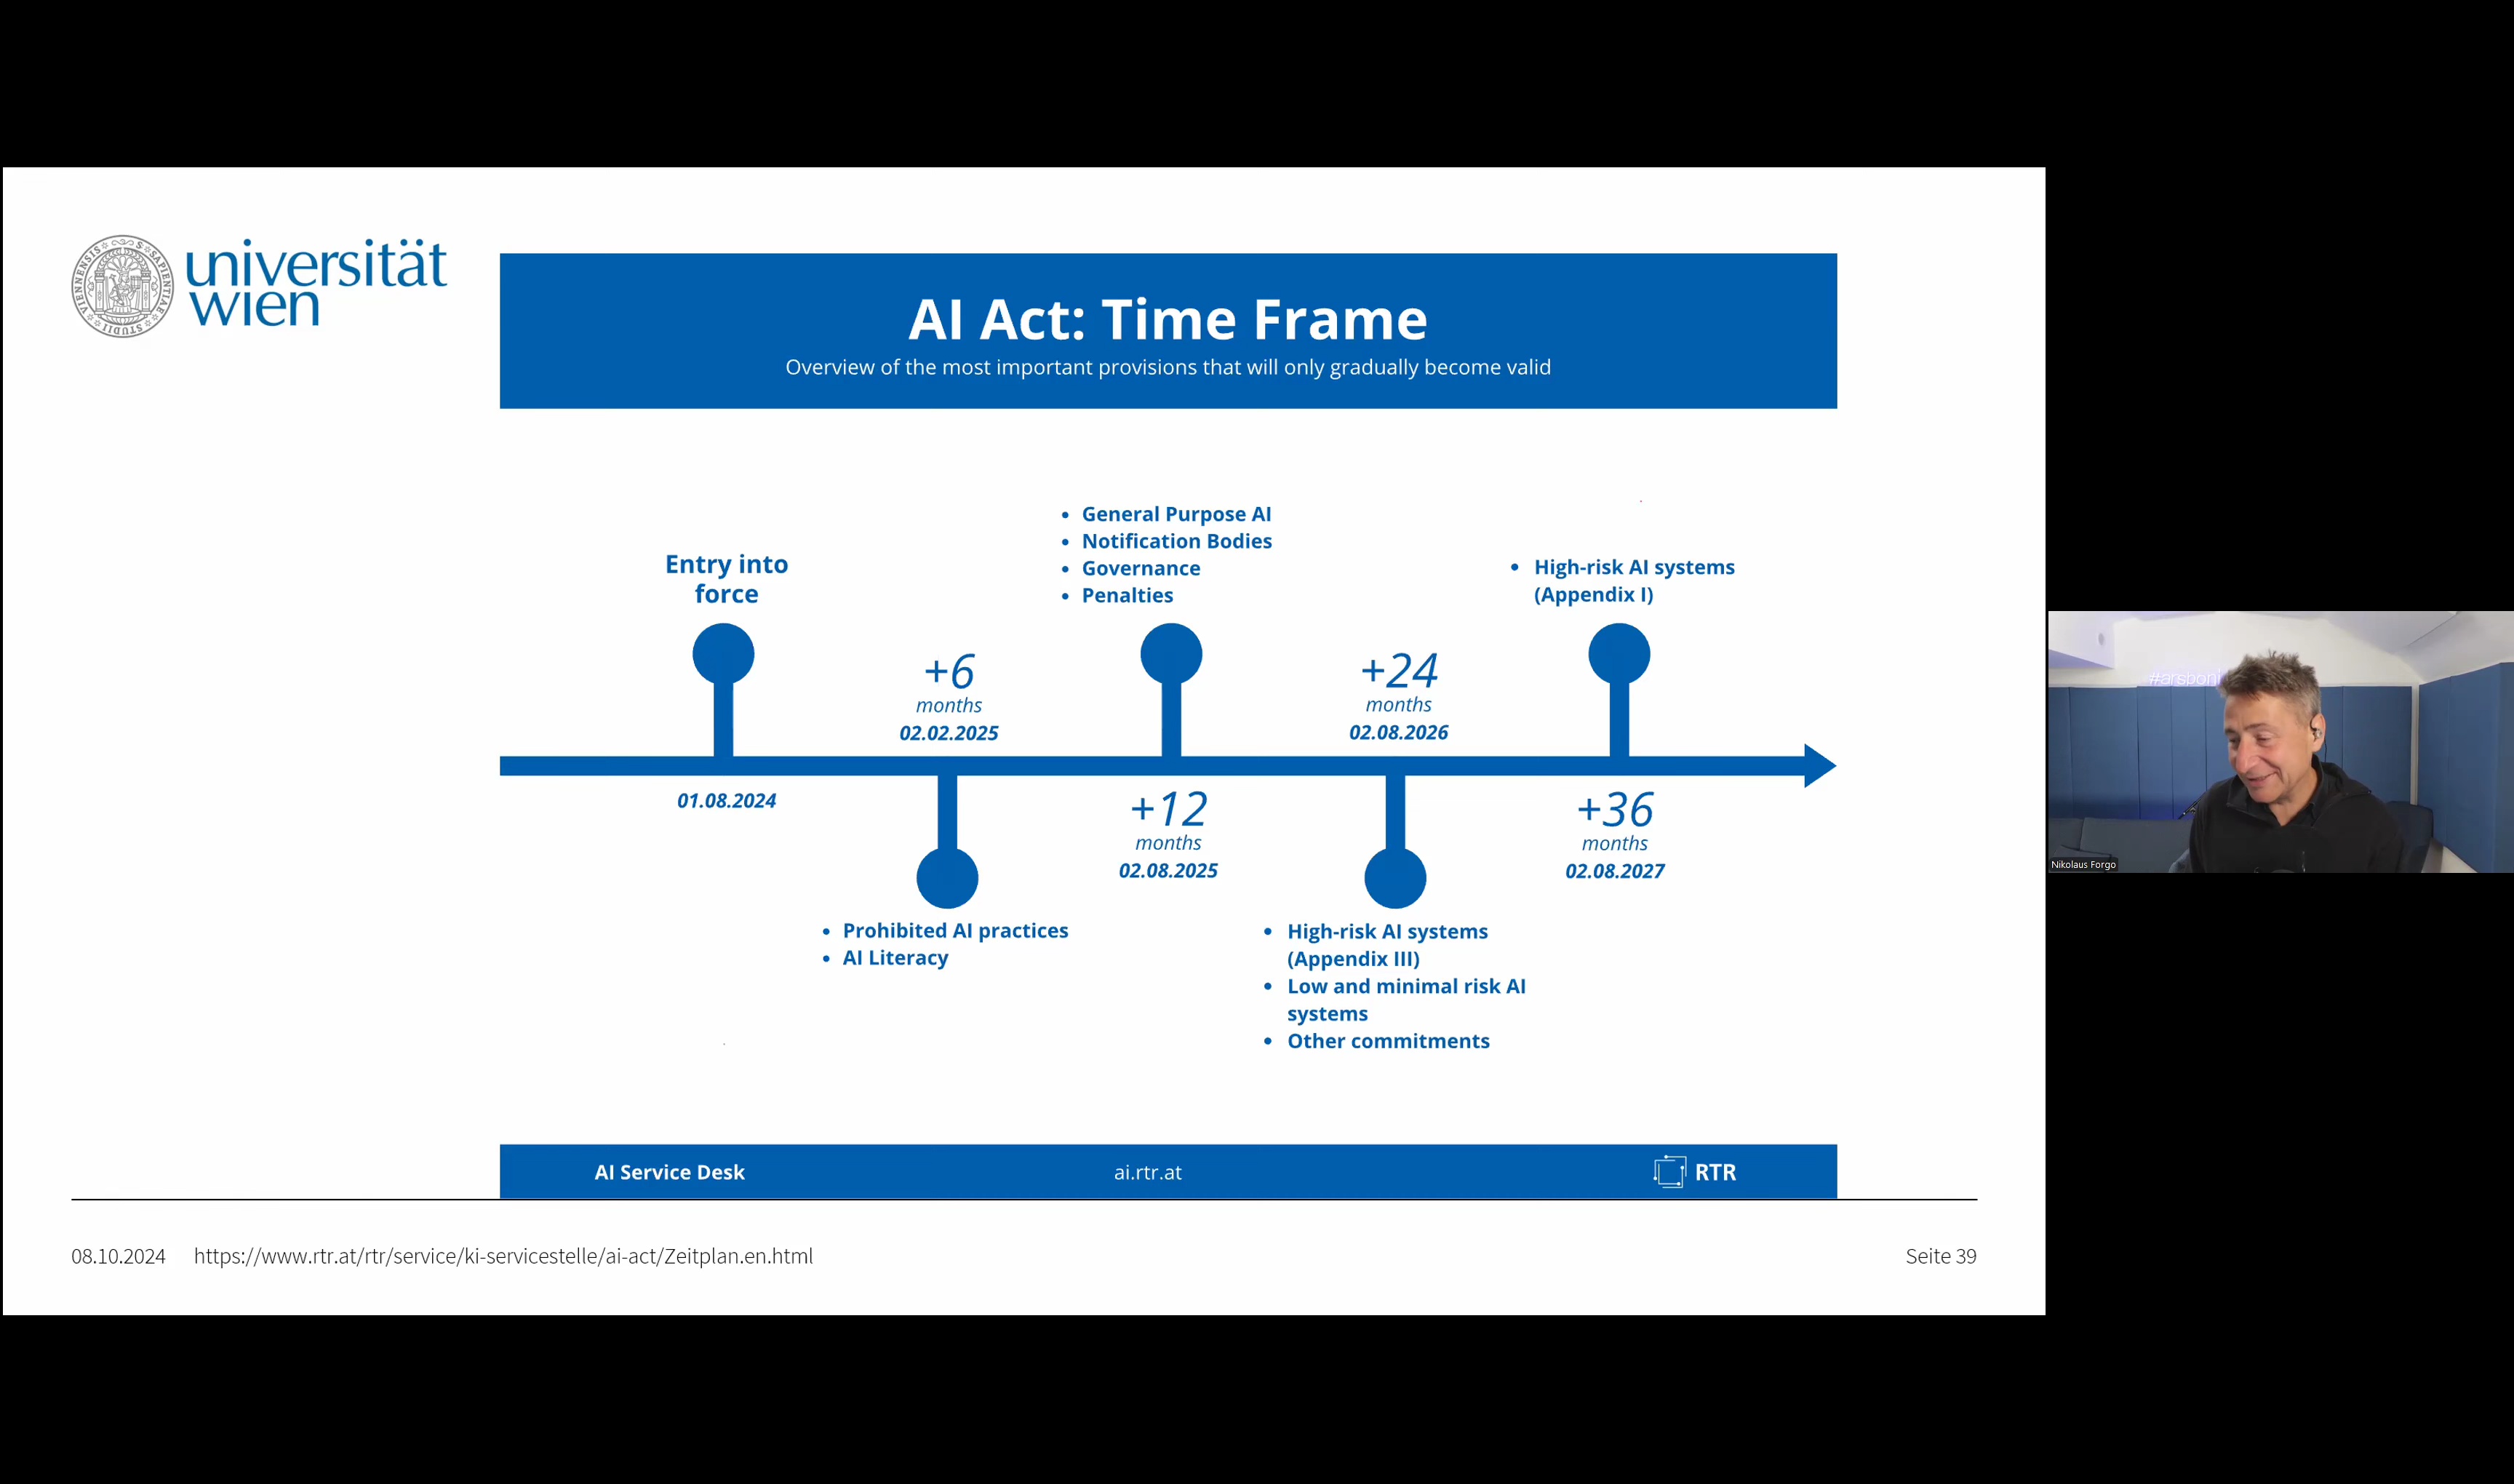 universität
wien
AI Act: Time Frame
Overview of the most important provisions that will only gradually become valid
Entry into
force
01.08.2024
+6
months
02.02.2025
• Prohibited AI practices
• AI Literacy
• General Purpose AI
• Notification Bodies
• Governance
• Penalties
+12
months
02.08.2025
+24
months
02.08.2026
• High-risk AI systems
(Appendix III)
• Low and minimal risk AI
systems
• Other commitments
• High-risk AI systems
(Appendix I)
+36
months
02.08.2027
AI Service Desk
ai.rtr.at
RTR
08.10.2024 https://www.rtr.at/rtr/service/ki-servicestelle/ai-act/Zeitplan.en.html
Seite 39
Nikolaus Forgo